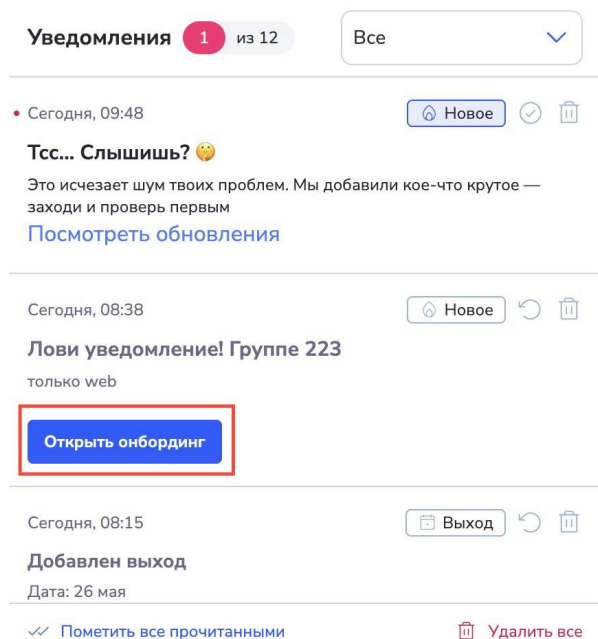 Уведомления 1 из 12 Все
Сегодня, 09:48 Новое
Тсс... Слышишь? 🤫
Это исчезает шум твоих проблем. Мы добавили кое-что крутое —
заходи и проверь первым
Посмотреть обновления
Сегодня, 08:38 Новое
Лови уведомление! Группе 223
только web
Открыть онбординг
Сегодня, 08:15 Выход
Добавлен выход
Дата: 26 мая
Пометить все прочитанными Удалить все